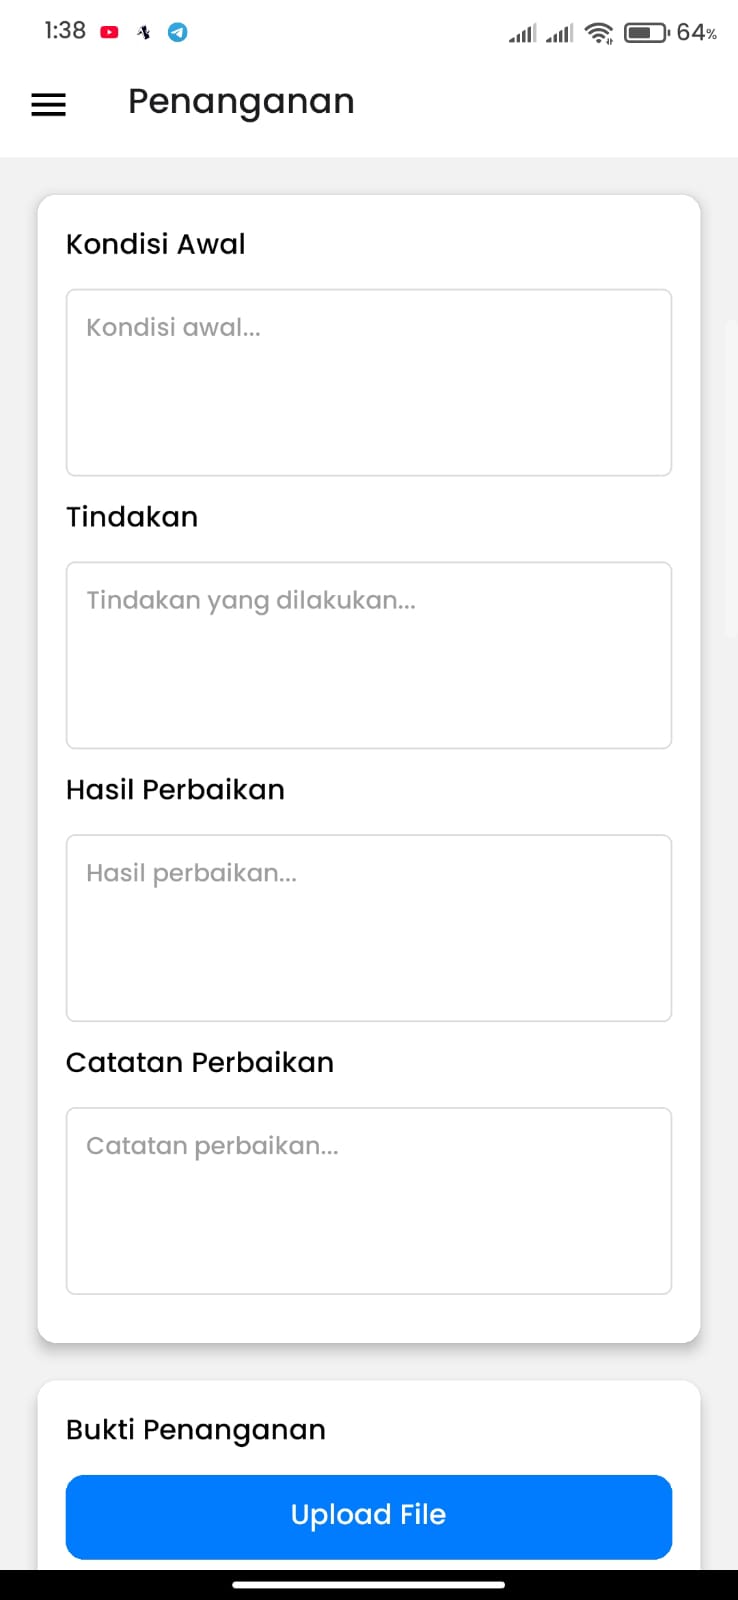 1:38
64%
Penanganan
Kondisi Awal
Kondisi awal...
Tindakan
Tindakan yang dilakukan...
Hasil Perbaikan
Hasil perbaikan...
Catatan Perbaikan
Catatan perbaikan...
Bukti Penanganan
Upload File